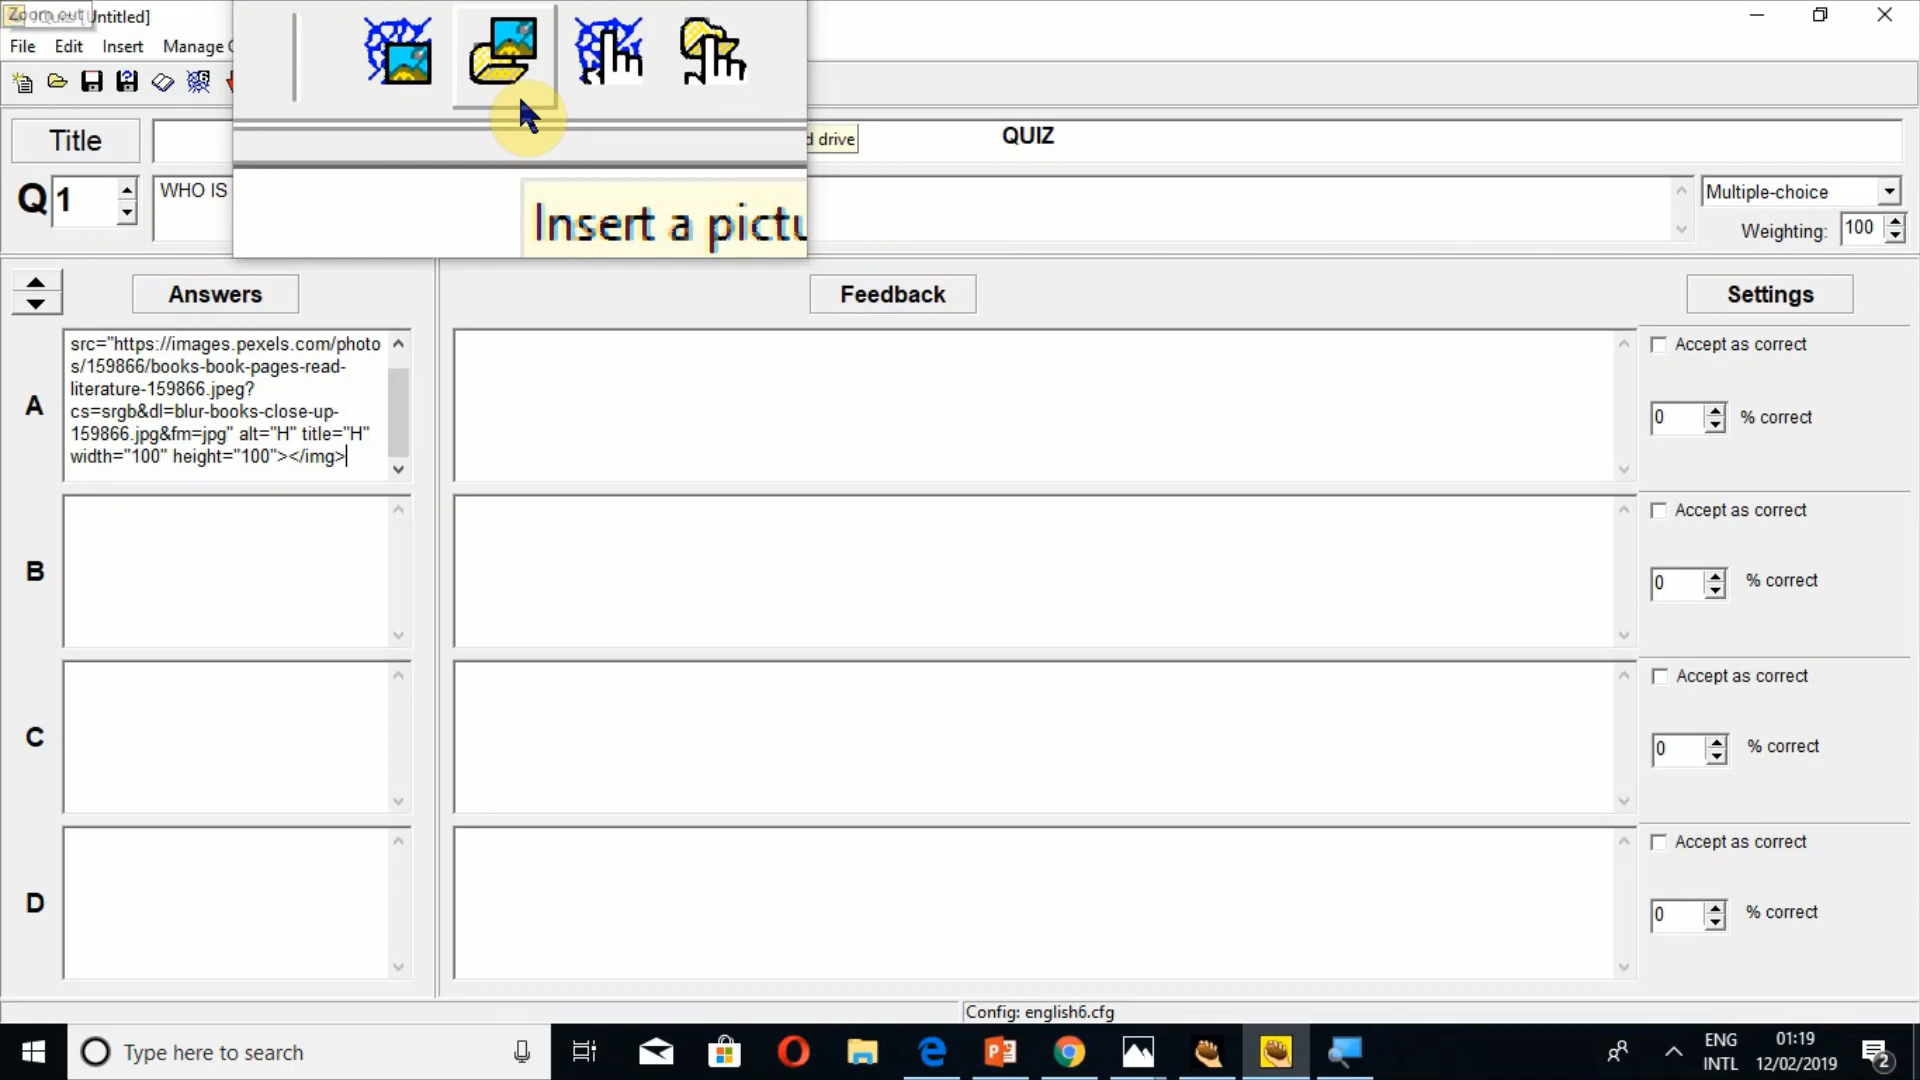 Zoom out
Untitled]
File Edit Insert Manage
Title
d drive
QUIZ
Q 1
WHO IS
Insert a pictu
Multiple-choice
Weighting: 100
Answers
Feedback
Settings
A
src="https://images.pexels.com/photo
s/159866/books-book-pages-read-
literature-159866.jpeg?
cs=srgb&dl=blur-books-close-up-
159866.jpg&fm=jpg" alt="H" title="H"
width="100" height="100"></img>
Accept as correct
0 % correct
B
Accept as correct
0 % correct
C
Accept as correct
0 % correct
D
Accept as correct
0 % correct
Config: english6.cfg
Type here to search
ENG
INTL
01:19
12/02/2019
2